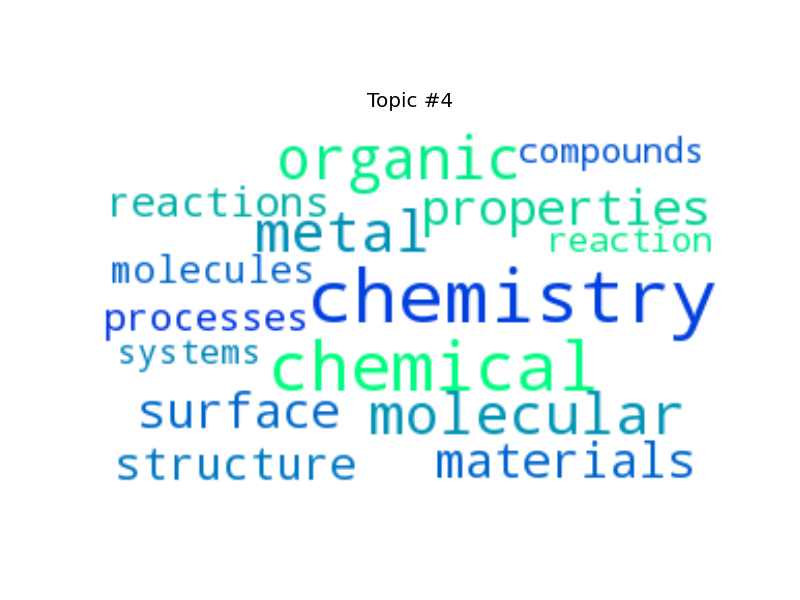 Topic #4
organic compounds
reactions properties
metal reaction
molecules
chemistry
processes
systems
chemical
surface molecular
structure materials